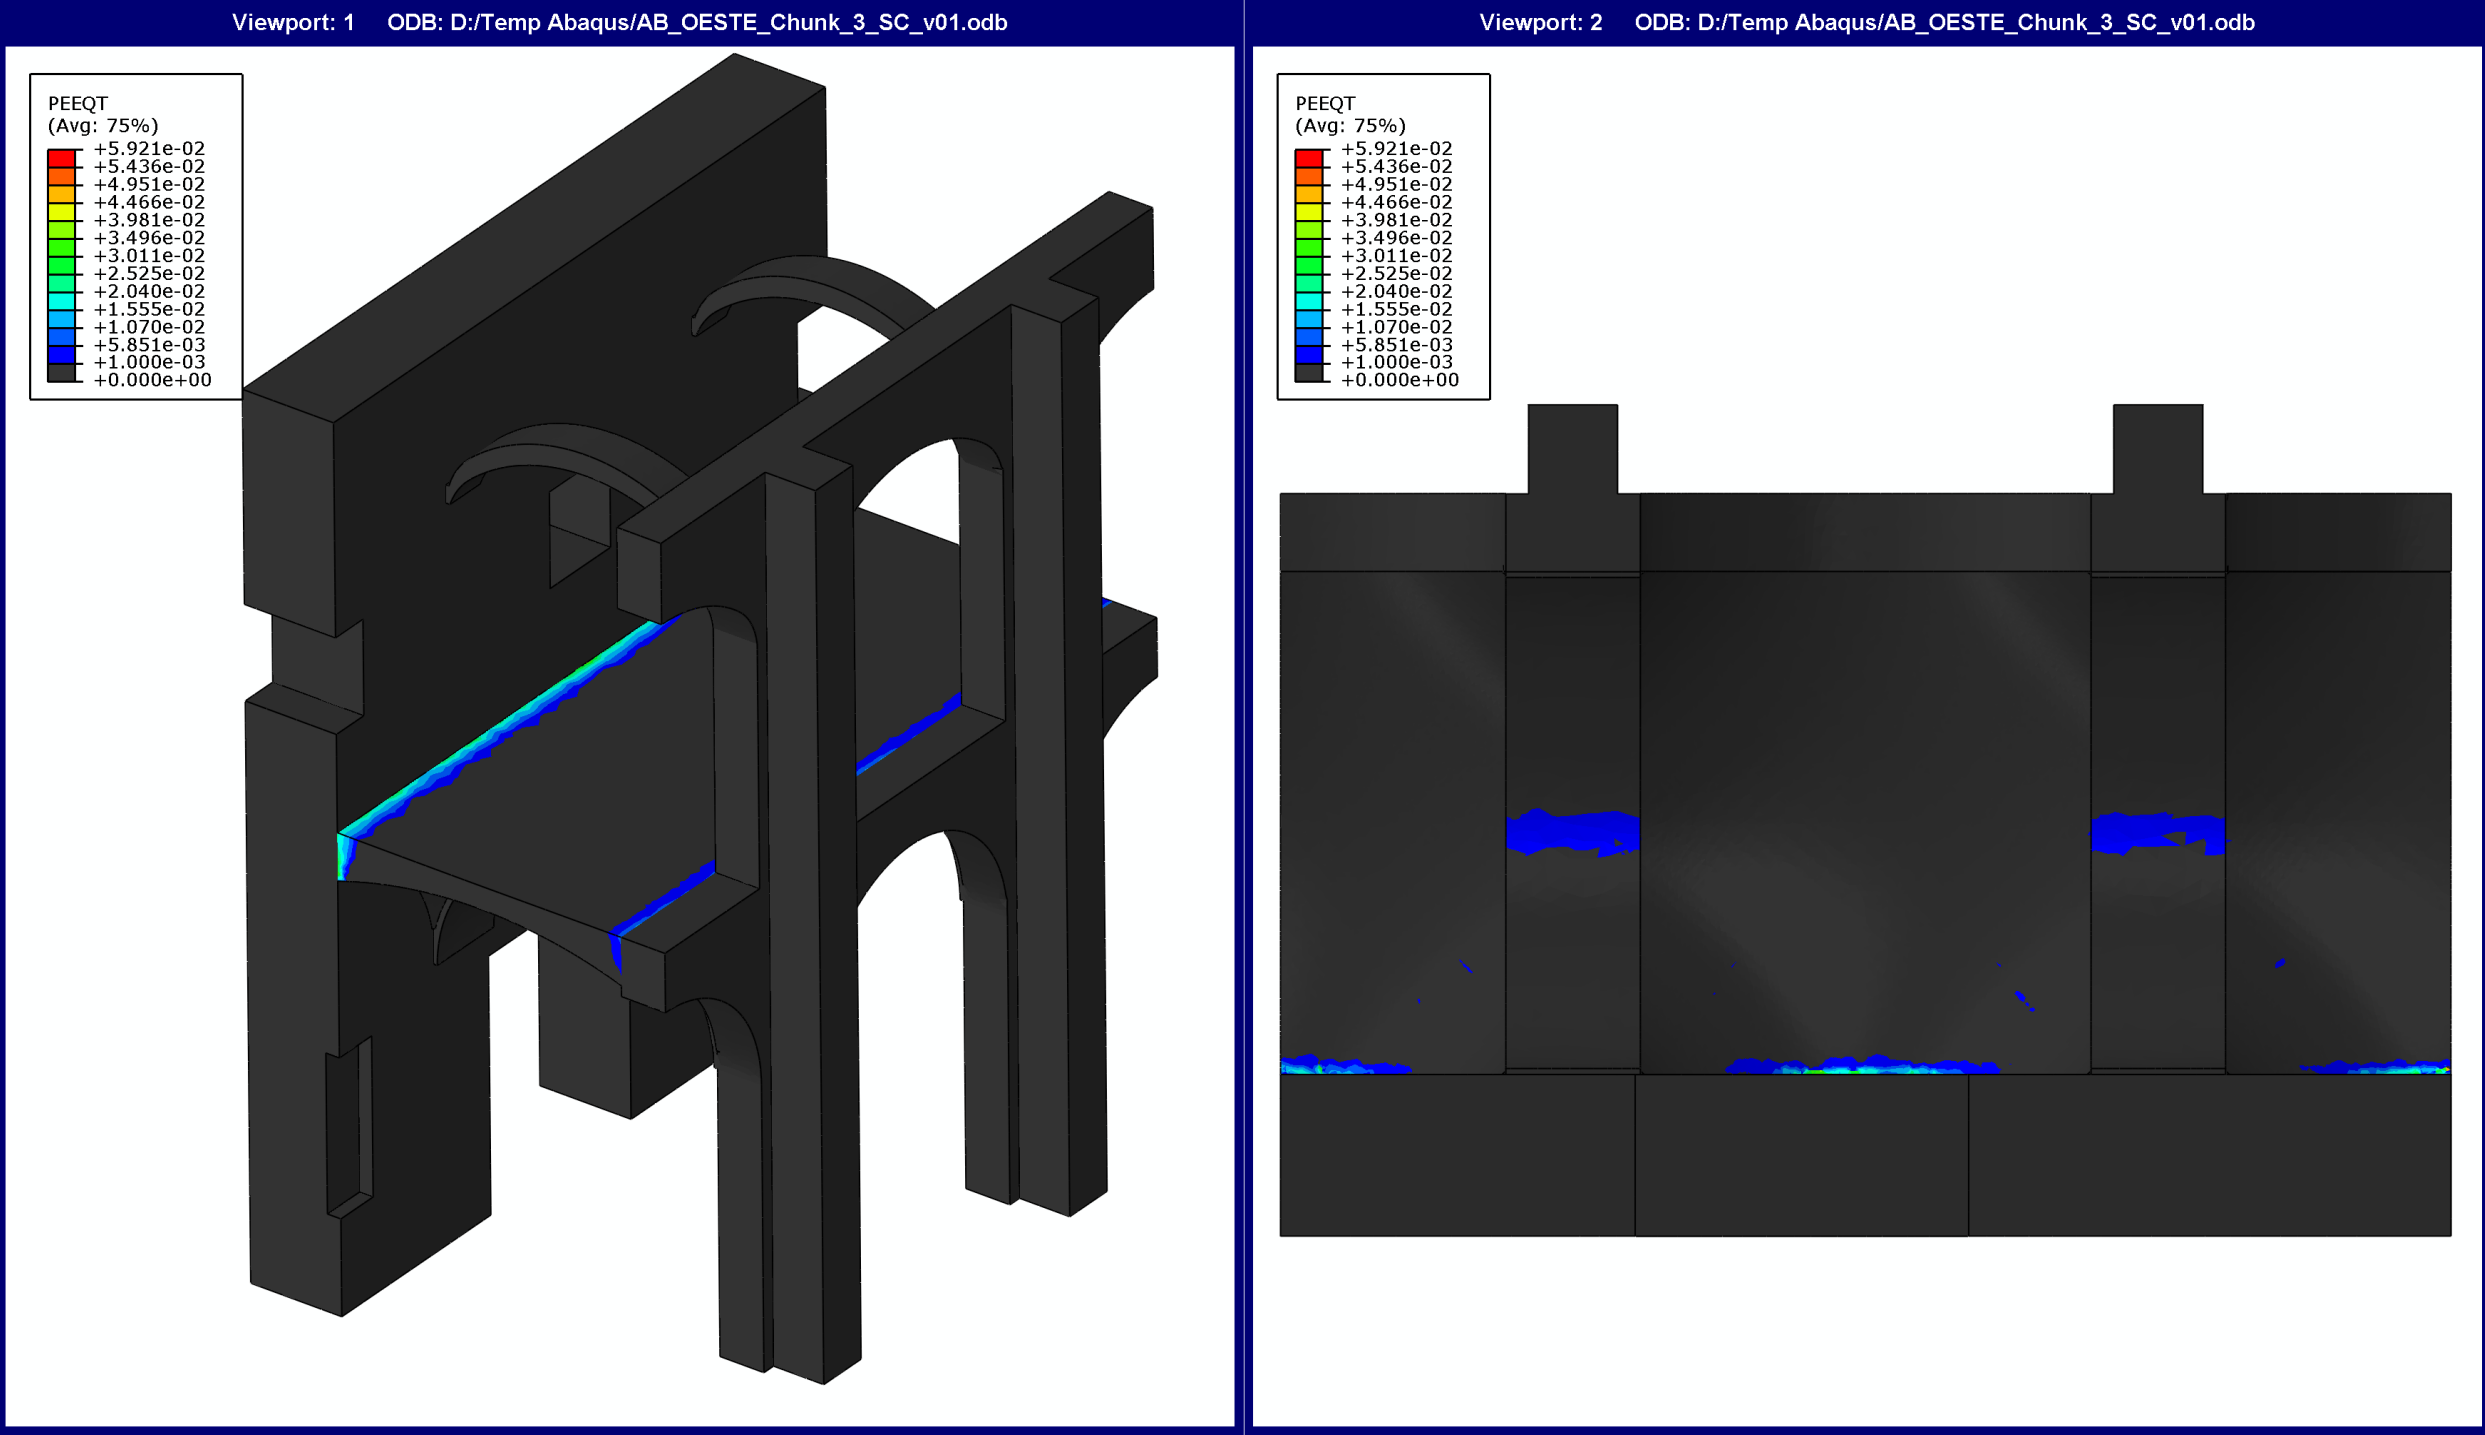 Viewport: 1 ODB: D:/Temp Abaqus/AB_OESTE_Chunk_3_SC_v01.odb
PEEQT
(Avg: 75%)
+5.921e-02
+5.436e-02
+4.951e-02
+4.466e-02
+3.981e-02
+3.496e-02
+3.011e-02
+2.525e-02
+2.040e-02
+1.555e-02
+1.070e-02
+5.851e-03
+1.000e-03
+0.000e+00
Viewport: 2 ODB: D:/Temp Abaqus/AB_OESTE_Chunk_3_SC_v01.odb
PEEQT
(Avg: 75%)
+5.921e-02
+5.436e-02
+4.951e-02
+4.466e-02
+3.981e-02
+3.496e-02
+3.011e-02
+2.525e-02
+2.040e-02
+1.555e-02
+1.070e-02
+5.851e-03
+1.000e-03
+0.000e+00